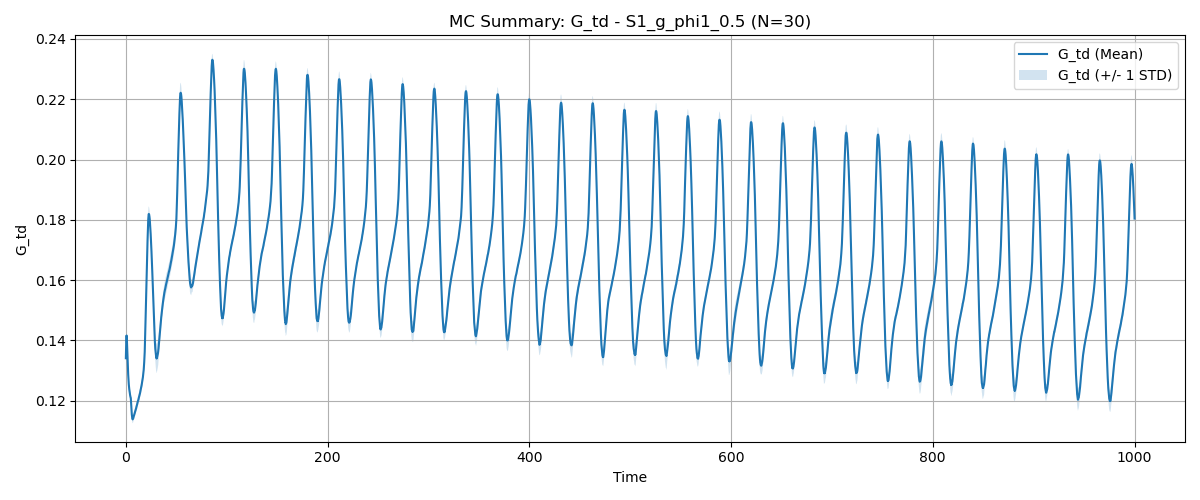 MC Summary: G_td - S1_g_phi1_0.5 (N=30)
G_td (Mean)
G_td (+/- 1 STD)
G_td
0.24
0.22
0.20
0.18
0.16
0.14
0.12
0 200 400 600 800 1000
Time